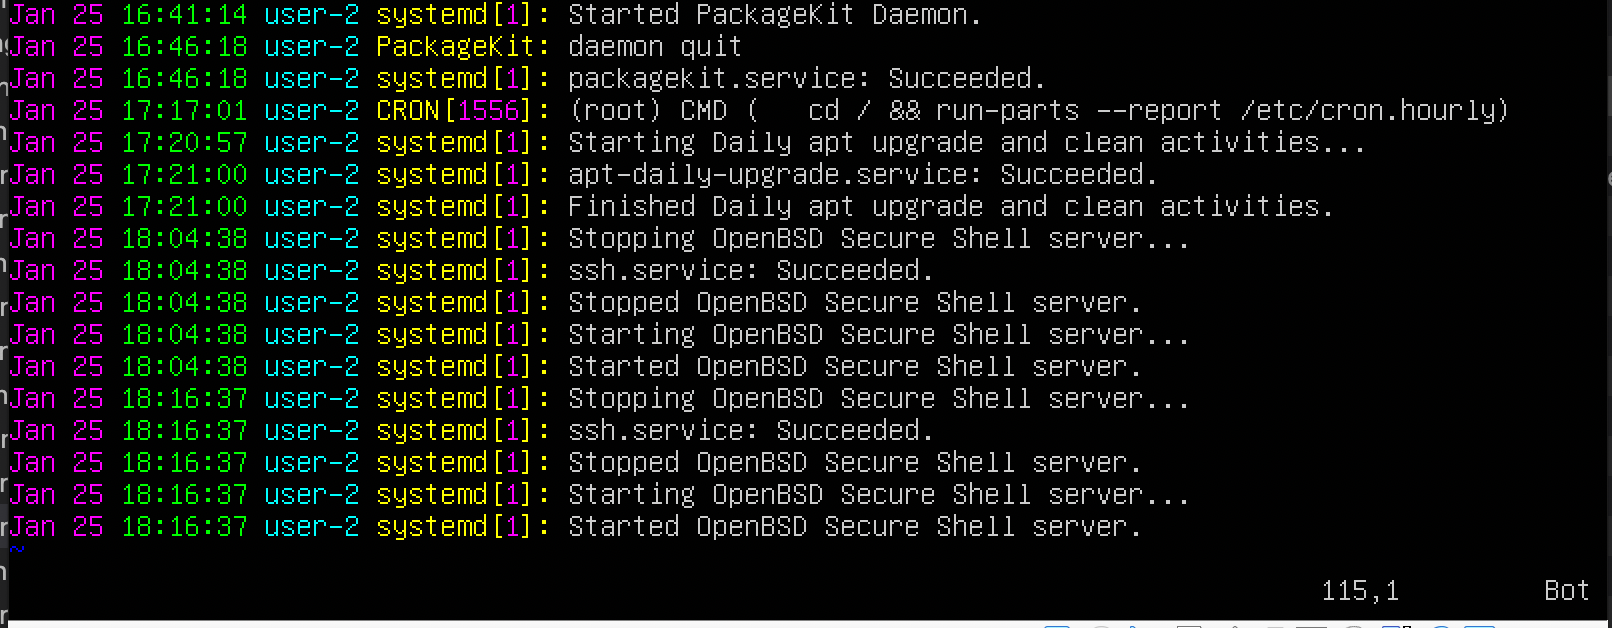 Jan 25 16:41:14 user-2 systemd[1]: Started PackageKit Daemon.
Jan 25 16:46:18 user-2 PackageKit: daemon quit
Jan 25 16:46:18 user-2 systemd[1]: packagekit.service: Succeeded.
Jan 25 17:17:01 user-2 CRON[1556]: (root) CMD (   cd / && run-parts --report /etc/cron.hourly)
Jan 25 17:20:57 user-2 systemd[1]: Starting Daily apt upgrade and clean activities...
Jan 25 17:21:00 user-2 systemd[1]: apt-daily-upgrade.service: Succeeded.
Jan 25 17:21:00 user-2 systemd[1]: Finished Daily apt upgrade and clean activities.
Jan 25 18:04:38 user-2 systemd[1]: Stopping OpenBSD Secure Shell server...
Jan 25 18:04:38 user-2 systemd[1]: ssh.service: Succeeded.
Jan 25 18:04:38 user-2 systemd[1]: Stopped OpenBSD Secure Shell server.
Jan 25 18:04:38 user-2 systemd[1]: Starting OpenBSD Secure Shell server...
Jan 25 18:04:38 user-2 systemd[1]: Started OpenBSD Secure Shell server.
Jan 25 18:16:37 user-2 systemd[1]: Stopping OpenBSD Secure Shell server...
Jan 25 18:16:37 user-2 systemd[1]: ssh.service: Succeeded.
Jan 25 18:16:37 user-2 systemd[1]: Stopped OpenBSD Secure Shell server.
Jan 25 18:16:37 user-2 systemd[1]: Starting OpenBSD Secure Shell server...
Jan 25 18:16:37 user-2 systemd[1]: Started OpenBSD Secure Shell server.
~
115,1 Bot